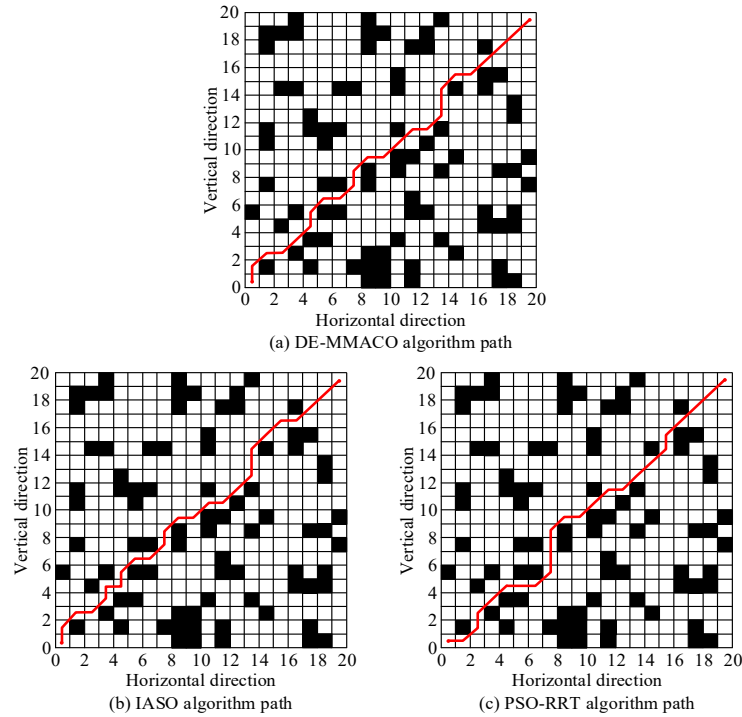 20
18
16
14
12
10
8
6
4
2
0
Vertical direction
0 2 4 6 8 10 12 14 16 18 20
Horizontal direction
(a) DE-MMACO algorithm path
20
18
16
14
12
10
8
6
4
2
0
Vertical direction
0 2 4 6 8 10 12 14 16 18 20
Horizontal direction
(b) IASO algorithm path
20
18
16
14
12
10
8
6
4
2
0
Vertical direction
0 2 4 6 8 10 12 14 16 18 20
Horizontal direction
(c) PSO-RRT algorithm path